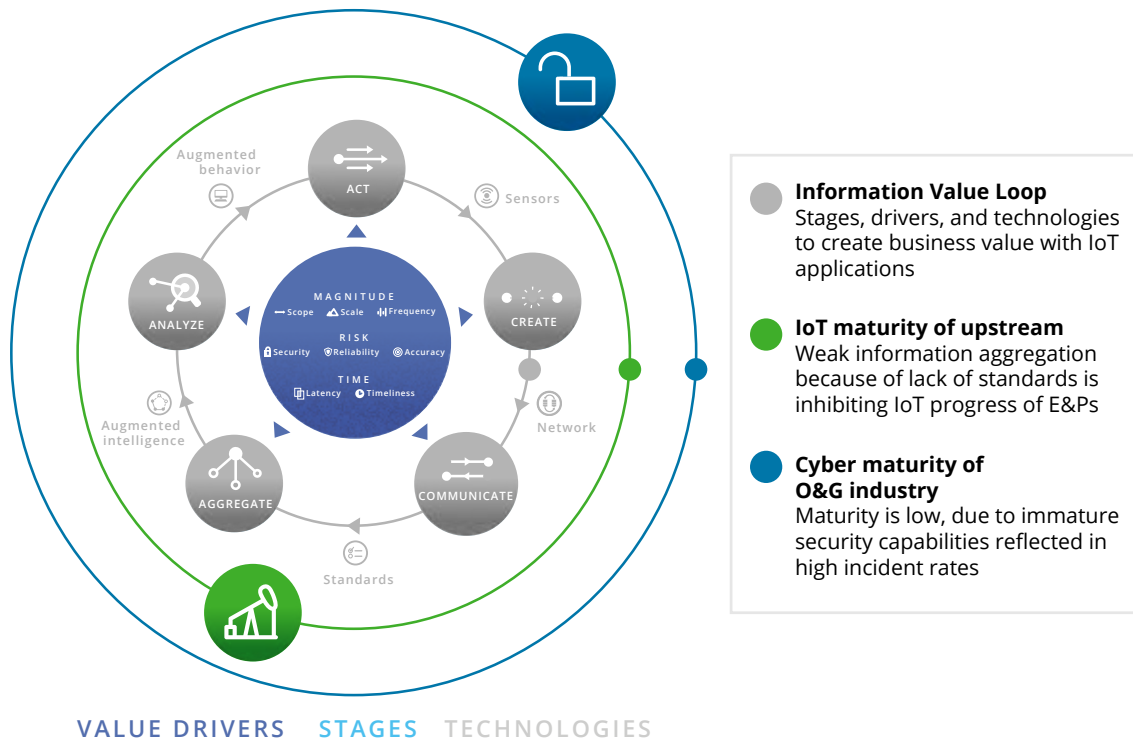 Augmented
behavior
ACT
Sensors
ANALYZE
CREATE
MAGNITUDE
Scope Scale Frequency
RISK
Security Reliability Accuracy
TIME
Latency Timeliness
Augmented
intelligence
Network
AGGREGATE
COMMUNICATE
Standards
Information Value Loop
Stages, drivers, and technologies
to create business value with IoT
applications
IoT maturity of upstream
Weak information aggregation
because of lack of standards is
inhibiting IoT progress of E&Ps
Cyber maturity of
O&G industry
Maturity is low, due to immature
security capabilities reflected in
high incident rates
VALUE DRIVERS STAGES TECHNOLOGIES